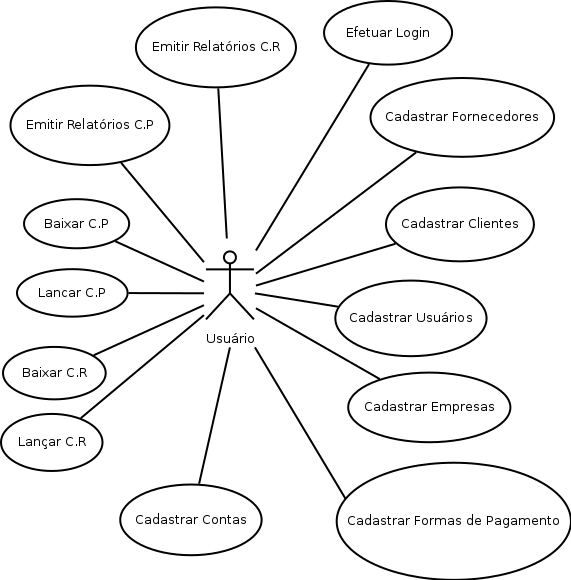 Efetuar Login
Emitir Relatórios C.R
Cadastrar Fornecedores
Emitir Relatórios C.P
Baixar C.P
Cadastrar Clientes
Lancar C.P
Cadastrar Usuários
Usuário
Baixar C.R
Cadastrar Empresas
Lançar C.R
Cadastrar Contas
Cadastrar Formas de Pagamento